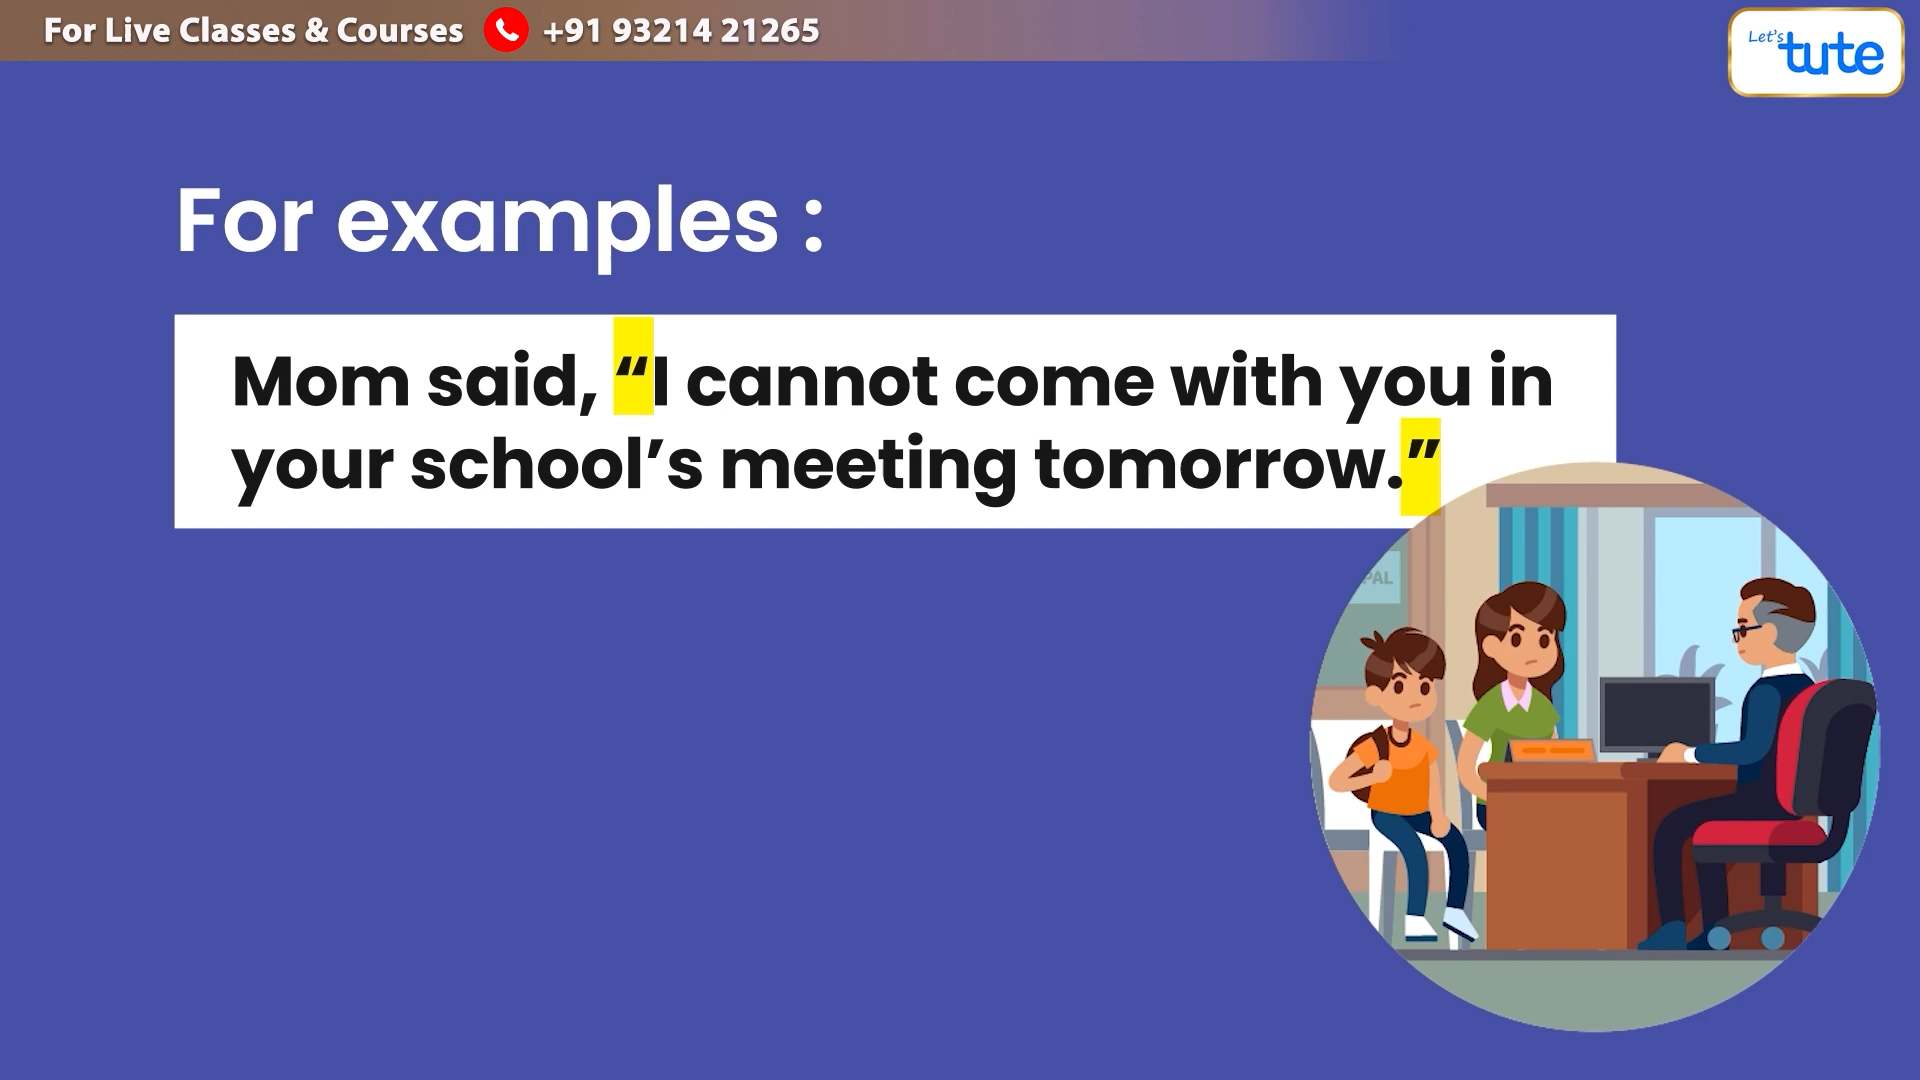 For Live Classes & Courses +91 93214 21265
Let's tute
For examples :
Mom said, “I cannot come with you in
your school’s meeting tomorrow.”
PAL